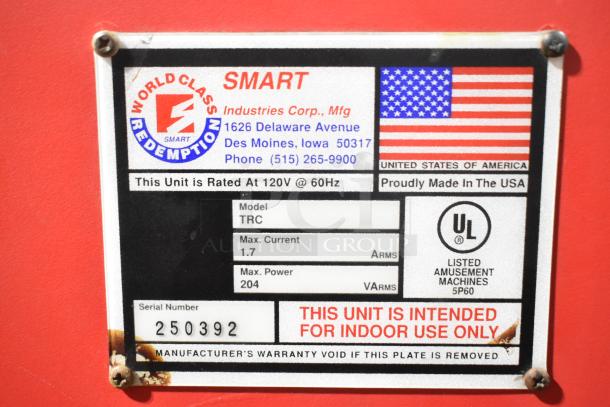 WORLD CLASS
REDEMPTION
SMART
SMART
Industries Corp., Mfg
1626 Delaware Avenue
Des Moines, Iowa 50317
Phone (515) 265-9900
UNITED STATES OF AMERICA
This Unit is Rated At 120V @ 60Hz
Proudly Made In The USA
Model
TRC
Max. Current
1.7 ARMS
Max. Power
204 VARMS
UL
®
LISTED
AMUSEMENT
MACHINES
5P60
PCI
AUCTION GROUP
Serial Number
250392
THIS UNIT IS INTENDED
FOR INDOOR USE ONLY
MANUFACTURER'S WARRANTY VOID IF THIS PLATE IS REMOVED